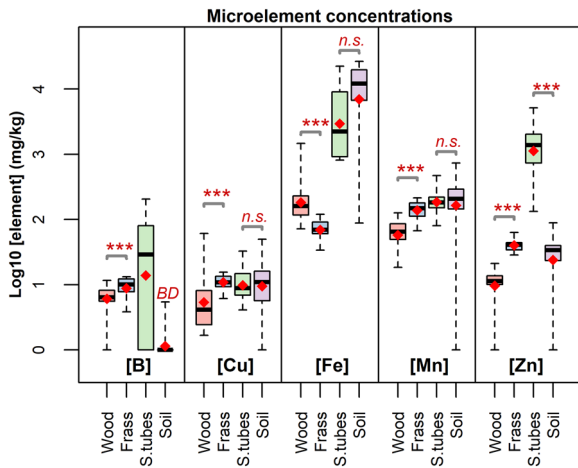 Microelement concentrations
Log10 [element] (mg/kg)
4
3
2
1
0
***
BD
[B]
***
n.s.
[Cu]
***
n.s.
[Fe]
***
n.s.
[Mn]
***
***
[Zn]
Wood
Frass
S.tubes
Soil
Wood
Frass
S.tubes
Soil
Wood
Frass
S.tubes
Soil
Wood
Frass
S.tubes
Soil
Wood
Frass
S.tubes
Soil